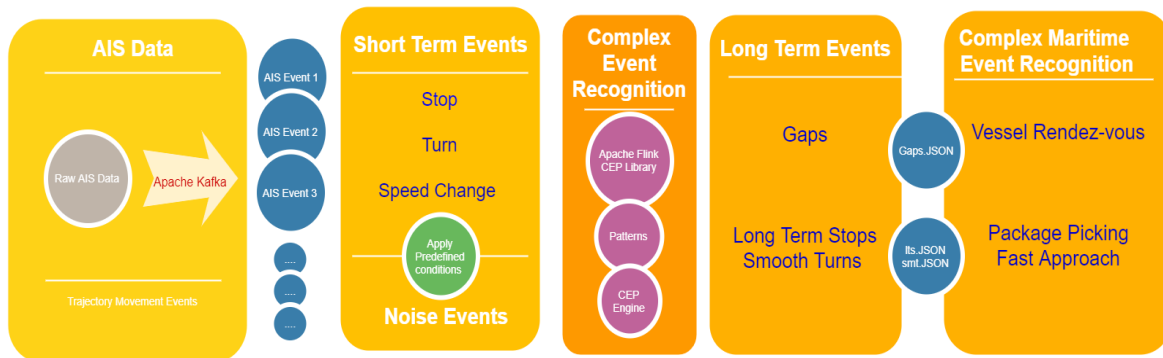 AIS Data
Raw AIS Data
Apache Kafka
Trajectory Movement Events
AIS Event 1
AIS Event 2
AIS Event 3
....
....
....
Short Term Events
Stop
Turn
Speed Change
Apply
Predefined
conditions
Noise Events
Complex
Event
Recognition
Apache Flink
CEP Library
Patterns
CEP
Engine
Long Term Events
Gaps
Long Term Stops
Smooth Turns
Gaps.JSON
lts.JSON
smt.JSON
Complex Maritime
Event Recognition
Vessel Rendez-vous
Package Picking
Fast Approach